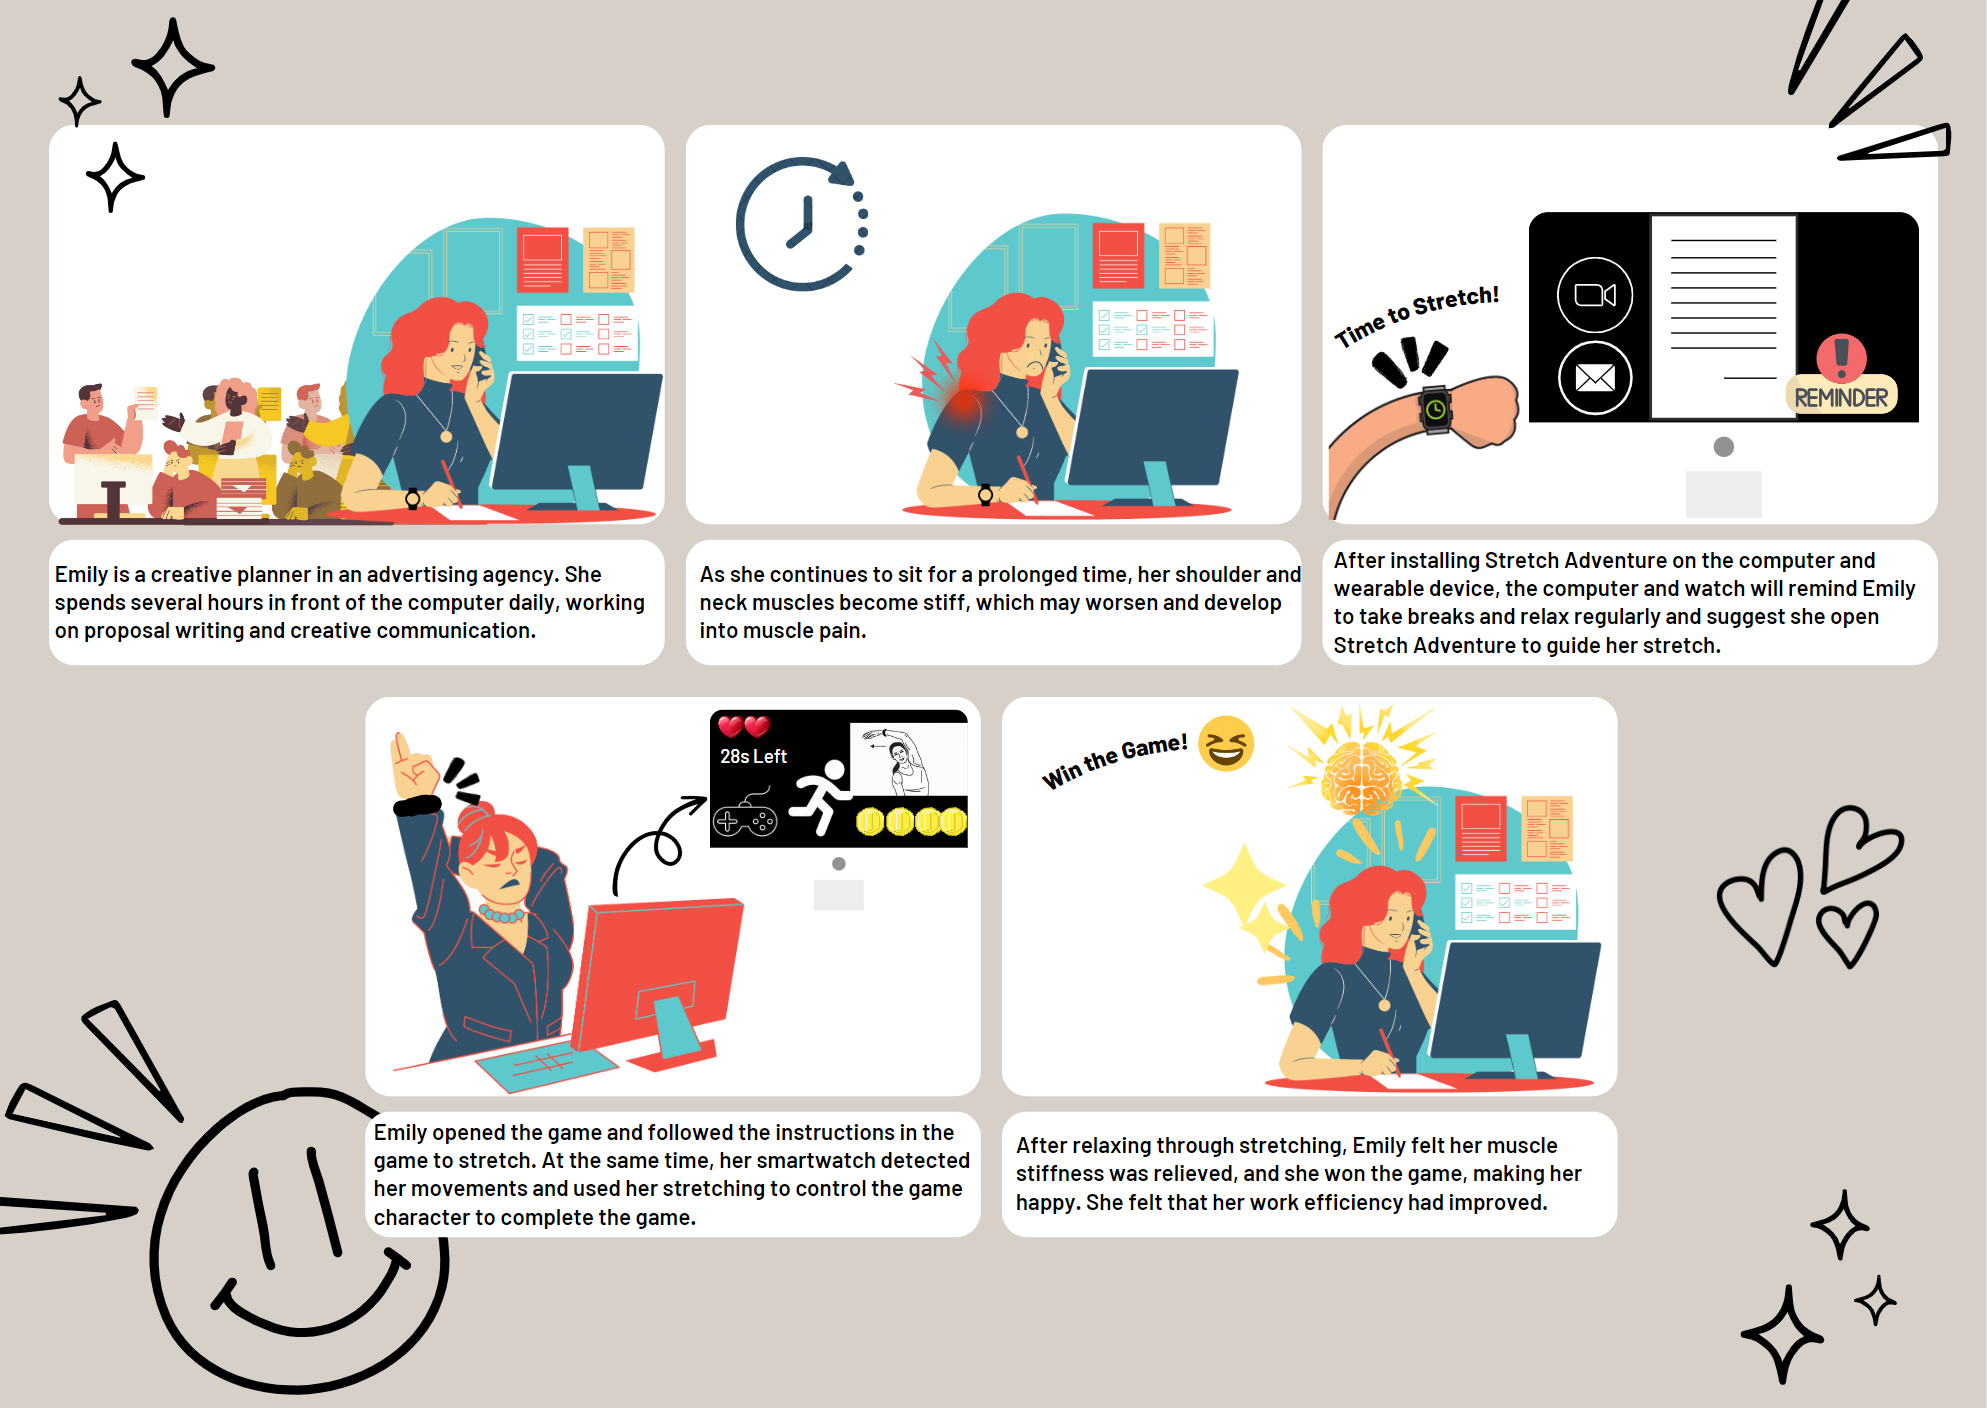 Emily is a creative planner in an advertising agency. She
spends several hours in front of the computer daily, working
on proposal writing and creative communication.
As she continues to sit for a prolonged time, her shoulder and
neck muscles become stiff, which may worsen and develop
into muscle pain.
Time to Stretch!
REMINDER
After installing Stretch Adventure on the computer and
wearable device, the computer and watch will remind Emily
to take breaks and relax regularly and suggest she open
Stretch Adventure to guide her stretch.
28s Left
Emily opened the game and followed the instructions in the
game to stretch. At the same time, her smartwatch detected
her movements and used her stretching to control the game
character to complete the game.
Win the Game!
After relaxing through stretching, Emily felt her muscle
stiffness was relieved, and she won the game, making her
happy. She felt that her work efficiency had improved.